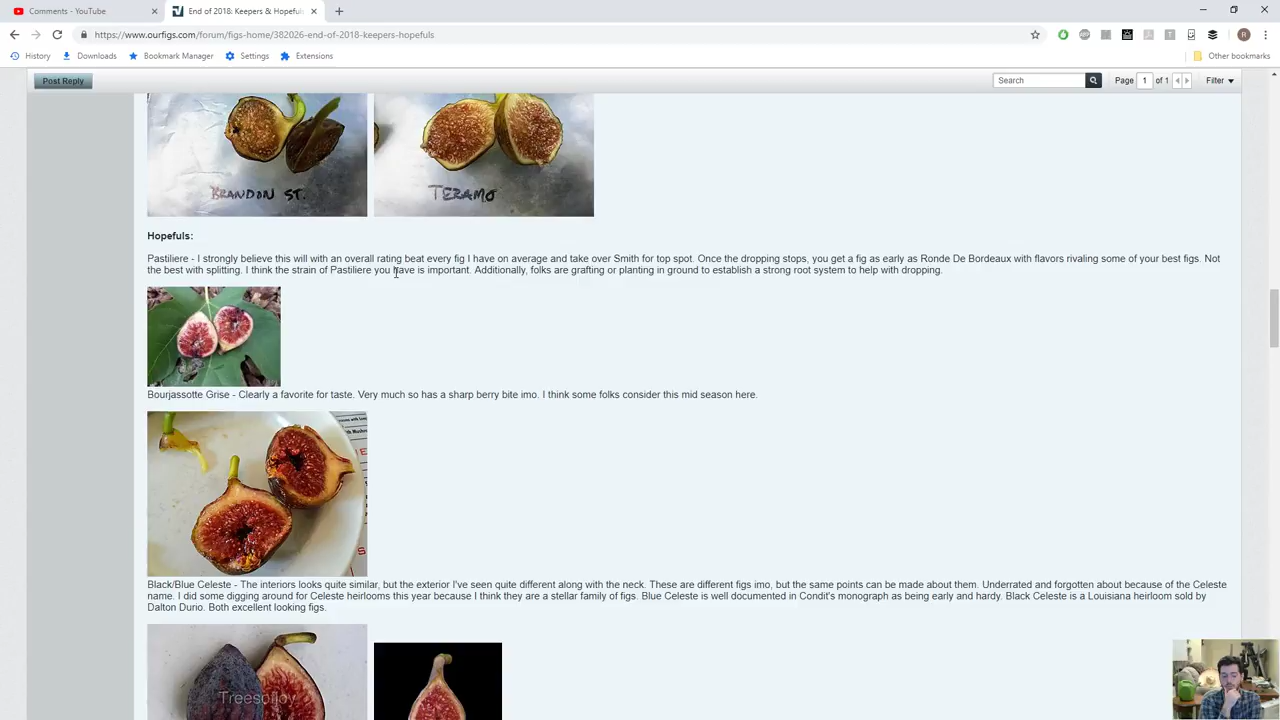 Comments - YouTube
End of 2018: Keepers & Hopefuls
https://www.ourfigs.com/forum/figs-home/382026-end-of-2018-keepers-hopefuls
R
History Downloads Bookmark Manager Settings Extensions Other bookmarks
Post Reply Search Page 1 of 1 Filter
BRANDON ST. TERAMO
Hopefuls:
Pastiliere - I strongly believe this will with an overall rating beat every fig I have on average and take over Smith for top spot. Once the dropping stops, you get a fig as early as Ronde De Bordeaux with flavors rivaling some of your best figs. Not
the best with splitting. I think the strain of Pastiliere you have is important. Additionally, folks are grafting or planting in ground to establish a strong root system to help with dropping.
Bourjassotte Grise - Clearly a favorite for taste. Very much so has a sharp berry bite imo. I think some folks consider this mid season here.
Black/Blue Celeste - The interiors looks quite similar, but the exterior I've seen quite different along with the neck. These are different figs imo, but the same points can be made about them. Underrated and forgotten about because of the Celeste
name. I did some digging around for Celeste heirlooms this year because I think they are a stellar family of figs. Blue Celeste is well documented in Condit's monograph as being early and hardy. Black Celeste is a Louisiana heirloom sold by
Dalton Durio. Both excellent looking figs.
Treesofjoy